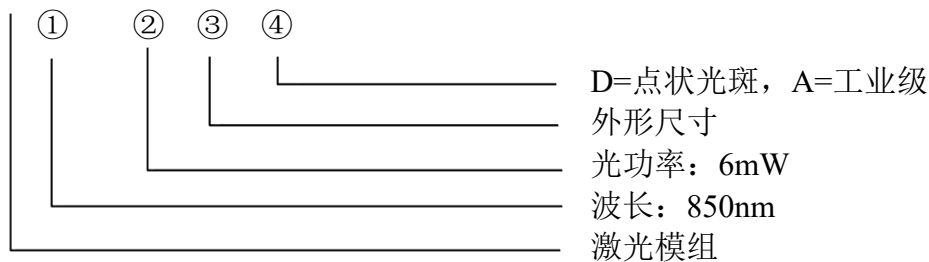 ① ② ③ ④
D=点状光斑，A=工业级
外形尺寸
光功率：6mW
波长：850nm
激光模组